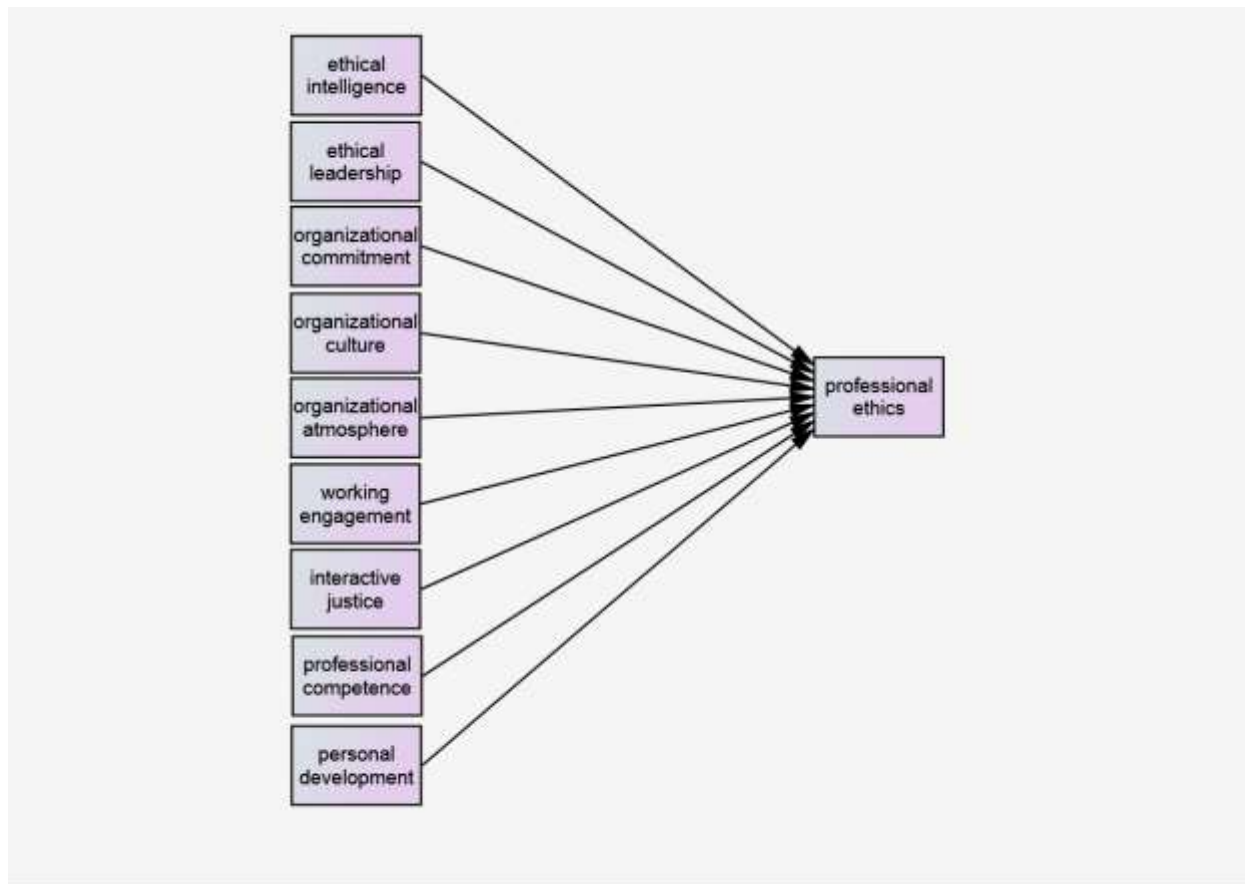 ethical
intelligence
ethical
leadership
organizational
commitment
organizational
culture
organizational
atmosphere
working
engagement
interactive
justice
professional
competence
personal
development
professional
ethics